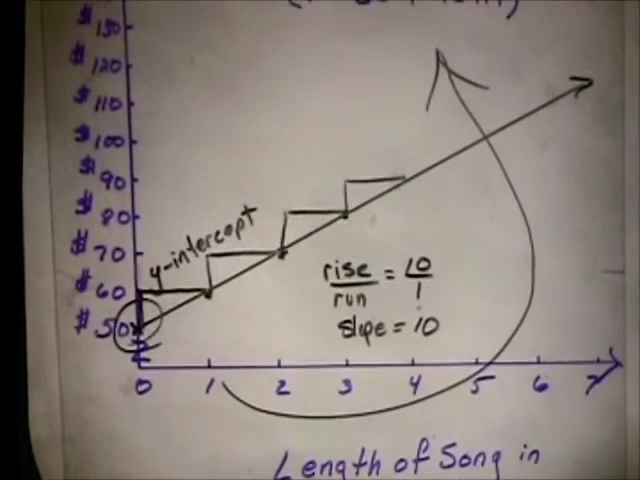 $ 130
$ 120
$ 110
$ 100
$ 90
$ 80
$ 70
$ 60
$ 50
y-intercept
rise = 10
run 1
slope = 10
0 1 2 3 4 5 6 7
Length of Song in